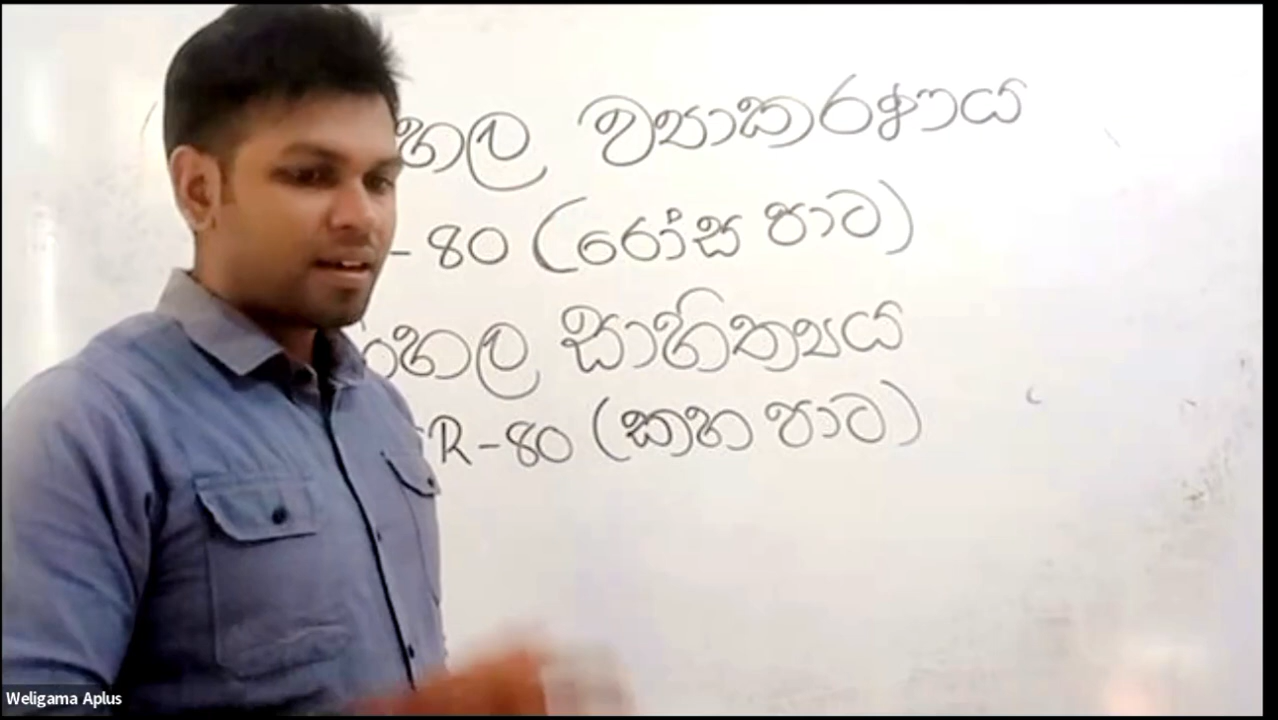 හල ව්‍යාකරණය
-80 (රෝස පාට)
හල සාහිත්‍යය
R-80 (කහ පාට)
Weligama Aplus